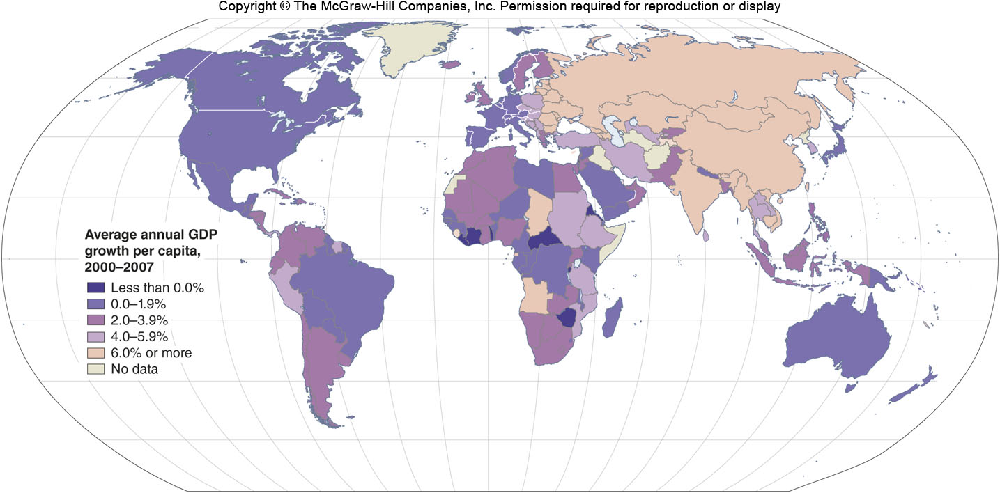 Copyright © The McGraw-Hill Companies, Inc. Permission required for reproduction or display
Average annual GDP
growth per capita,
2000–2007
Less than 0.0%
0.0–1.9%
2.0–3.9%
4.0–5.9%
6.0% or more
No data